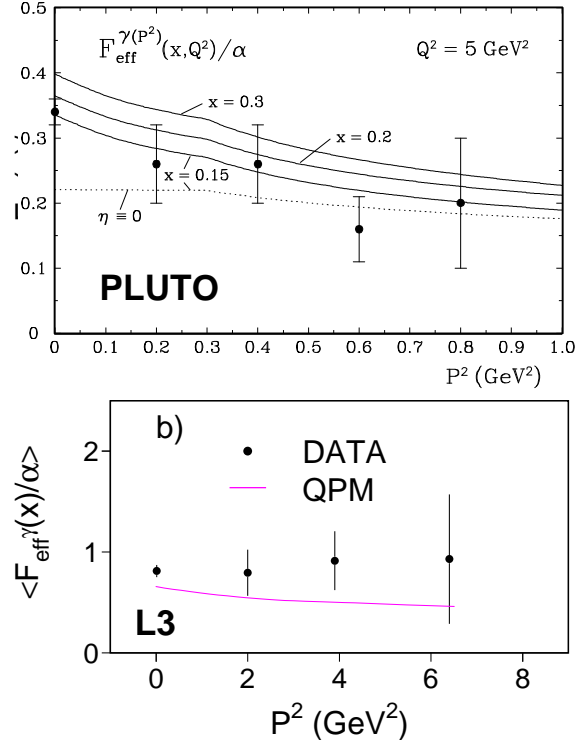 0.5
F_eff^γ(P²)(x,Q²)/α Q² = 5 GeV²
0.4
x = 0.3
0.3
x = 0.2
x = 0.15
0.2
η ≡ 0
0.1
PLUTO
0
0 0.1 0.2 0.3 0.4 0.5 0.6 0.7 0.8 0.9 1.0
P² (GeV²)
b)
DATA
QPM
2
1
0
<F_eff^γ(x)/α>
L3
0 2 4 6 8
P² (GeV²)